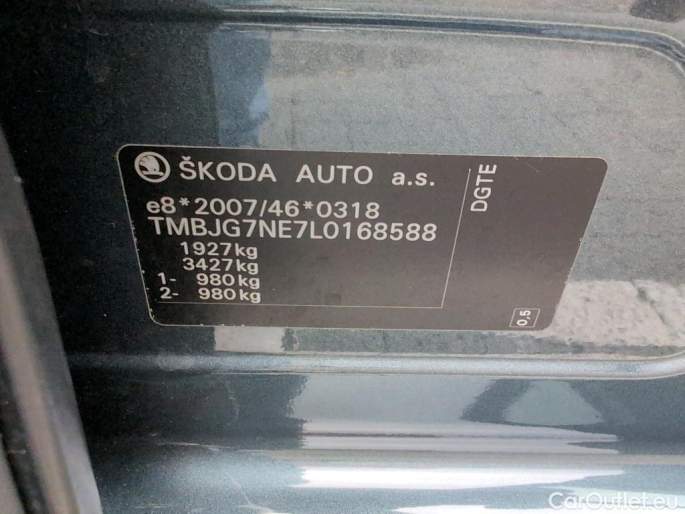 ŠKODA AUTO a.s.
e8*2007/46*0318
TMBJG7NE7L0168588
1927kg
3427kg
1- 980kg
2- 980kg
DGTE
0,5
CarOutlet.eu